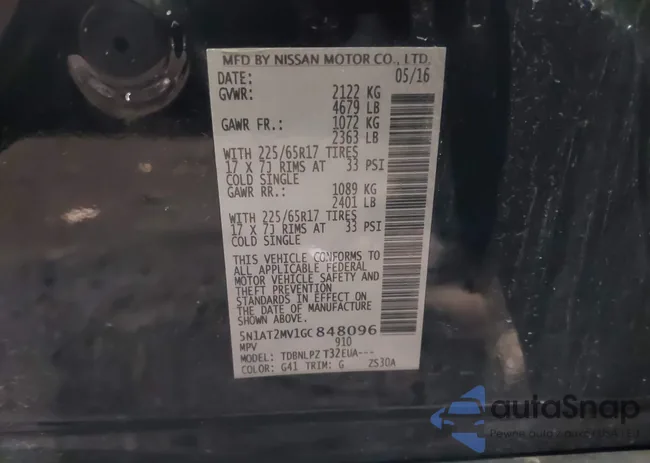 MFD BY NISSAN MOTOR CO., LTD.
DATE: 05/16
GVWR: 2122 KG
4679 LB
GAWR FR.: 1072 KG
2363 LB
WITH 225/65R17 TIRES
17 X 7J RIMS AT 33 PSI
COLD SINGLE
GAWR RR.: 1089 KG
2401 LB
WITH 225/65R17 TIRES
17 X 7J RIMS AT 33 PSI
COLD SINGLE
THIS VEHICLE CONFORMS TO
ALL APPLICABLE FEDERAL
MOTOR VEHICLE SAFETY AND
THEFT PREVENTION
STANDARDS IN EFFECT ON
THE DATE OF MANUFACTURE
SHOWN ABOVE.
5N1AT2MV1GC848096
MPV 910
MODEL: TDBNLPZ T32EUA---
COLOR: G41 TRIM: G ZS30A
autaSnap
Pewne auta z